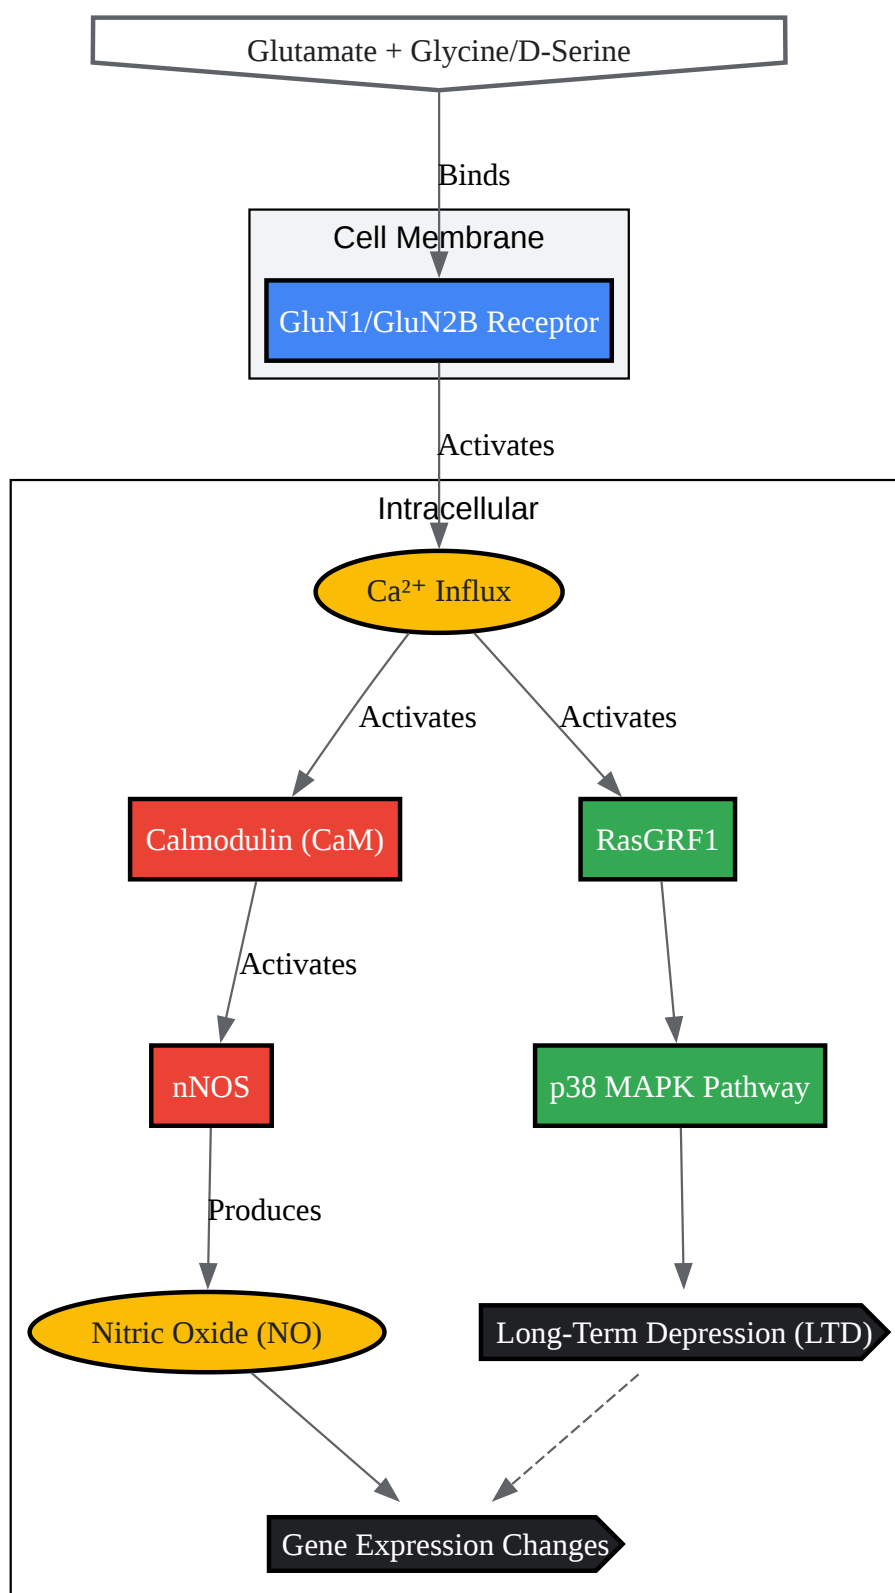 Glutamate + Glycine/D-Serine
Binds
Cell Membrane
GluN1/GluN2B Receptor
Activates
Intracellular
Ca²⁺ Influx
Activates
Activates
Calmodulin (CaM)
RasGRF1
Activates
nNOS
p38 MAPK Pathway
Produces
Nitric Oxide (NO)
Long-Term Depression (LTD)
Gene Expression Changes